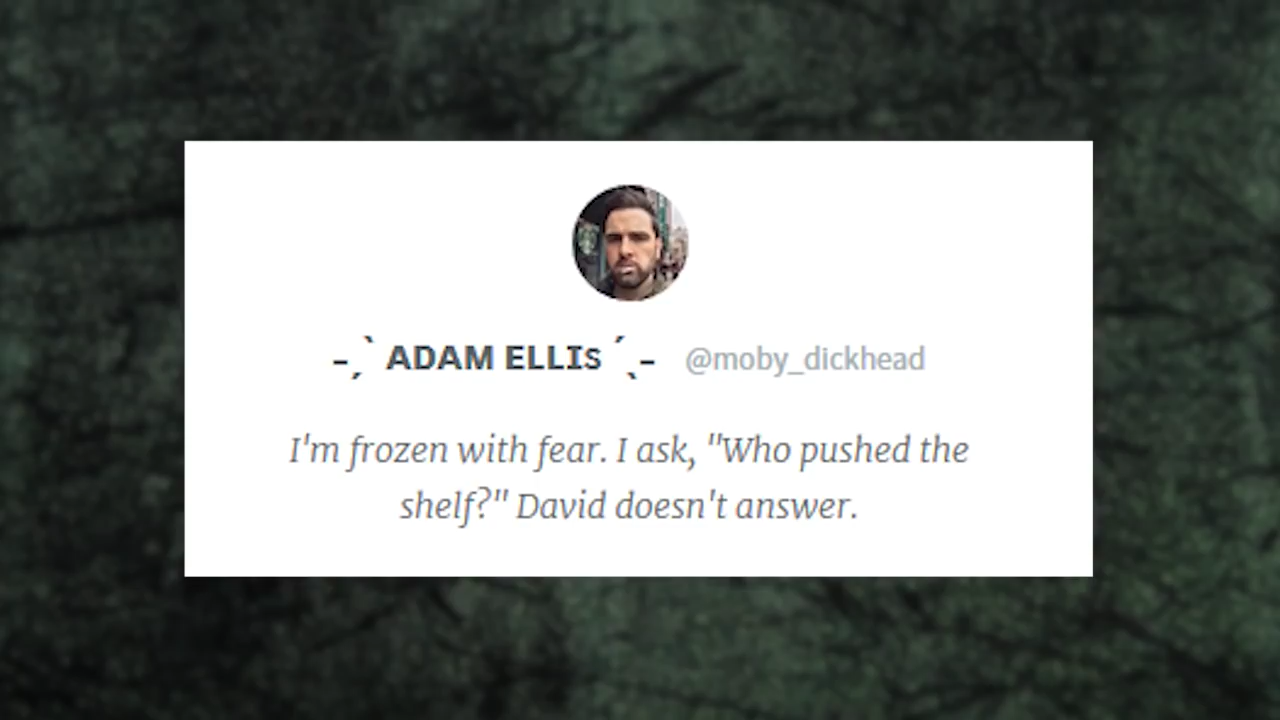 -ˏˋ ADAM ELLIs ˊˎ- @moby_dickhead
I'm frozen with fear. I ask, "Who pushed the
shelf?" David doesn't answer.